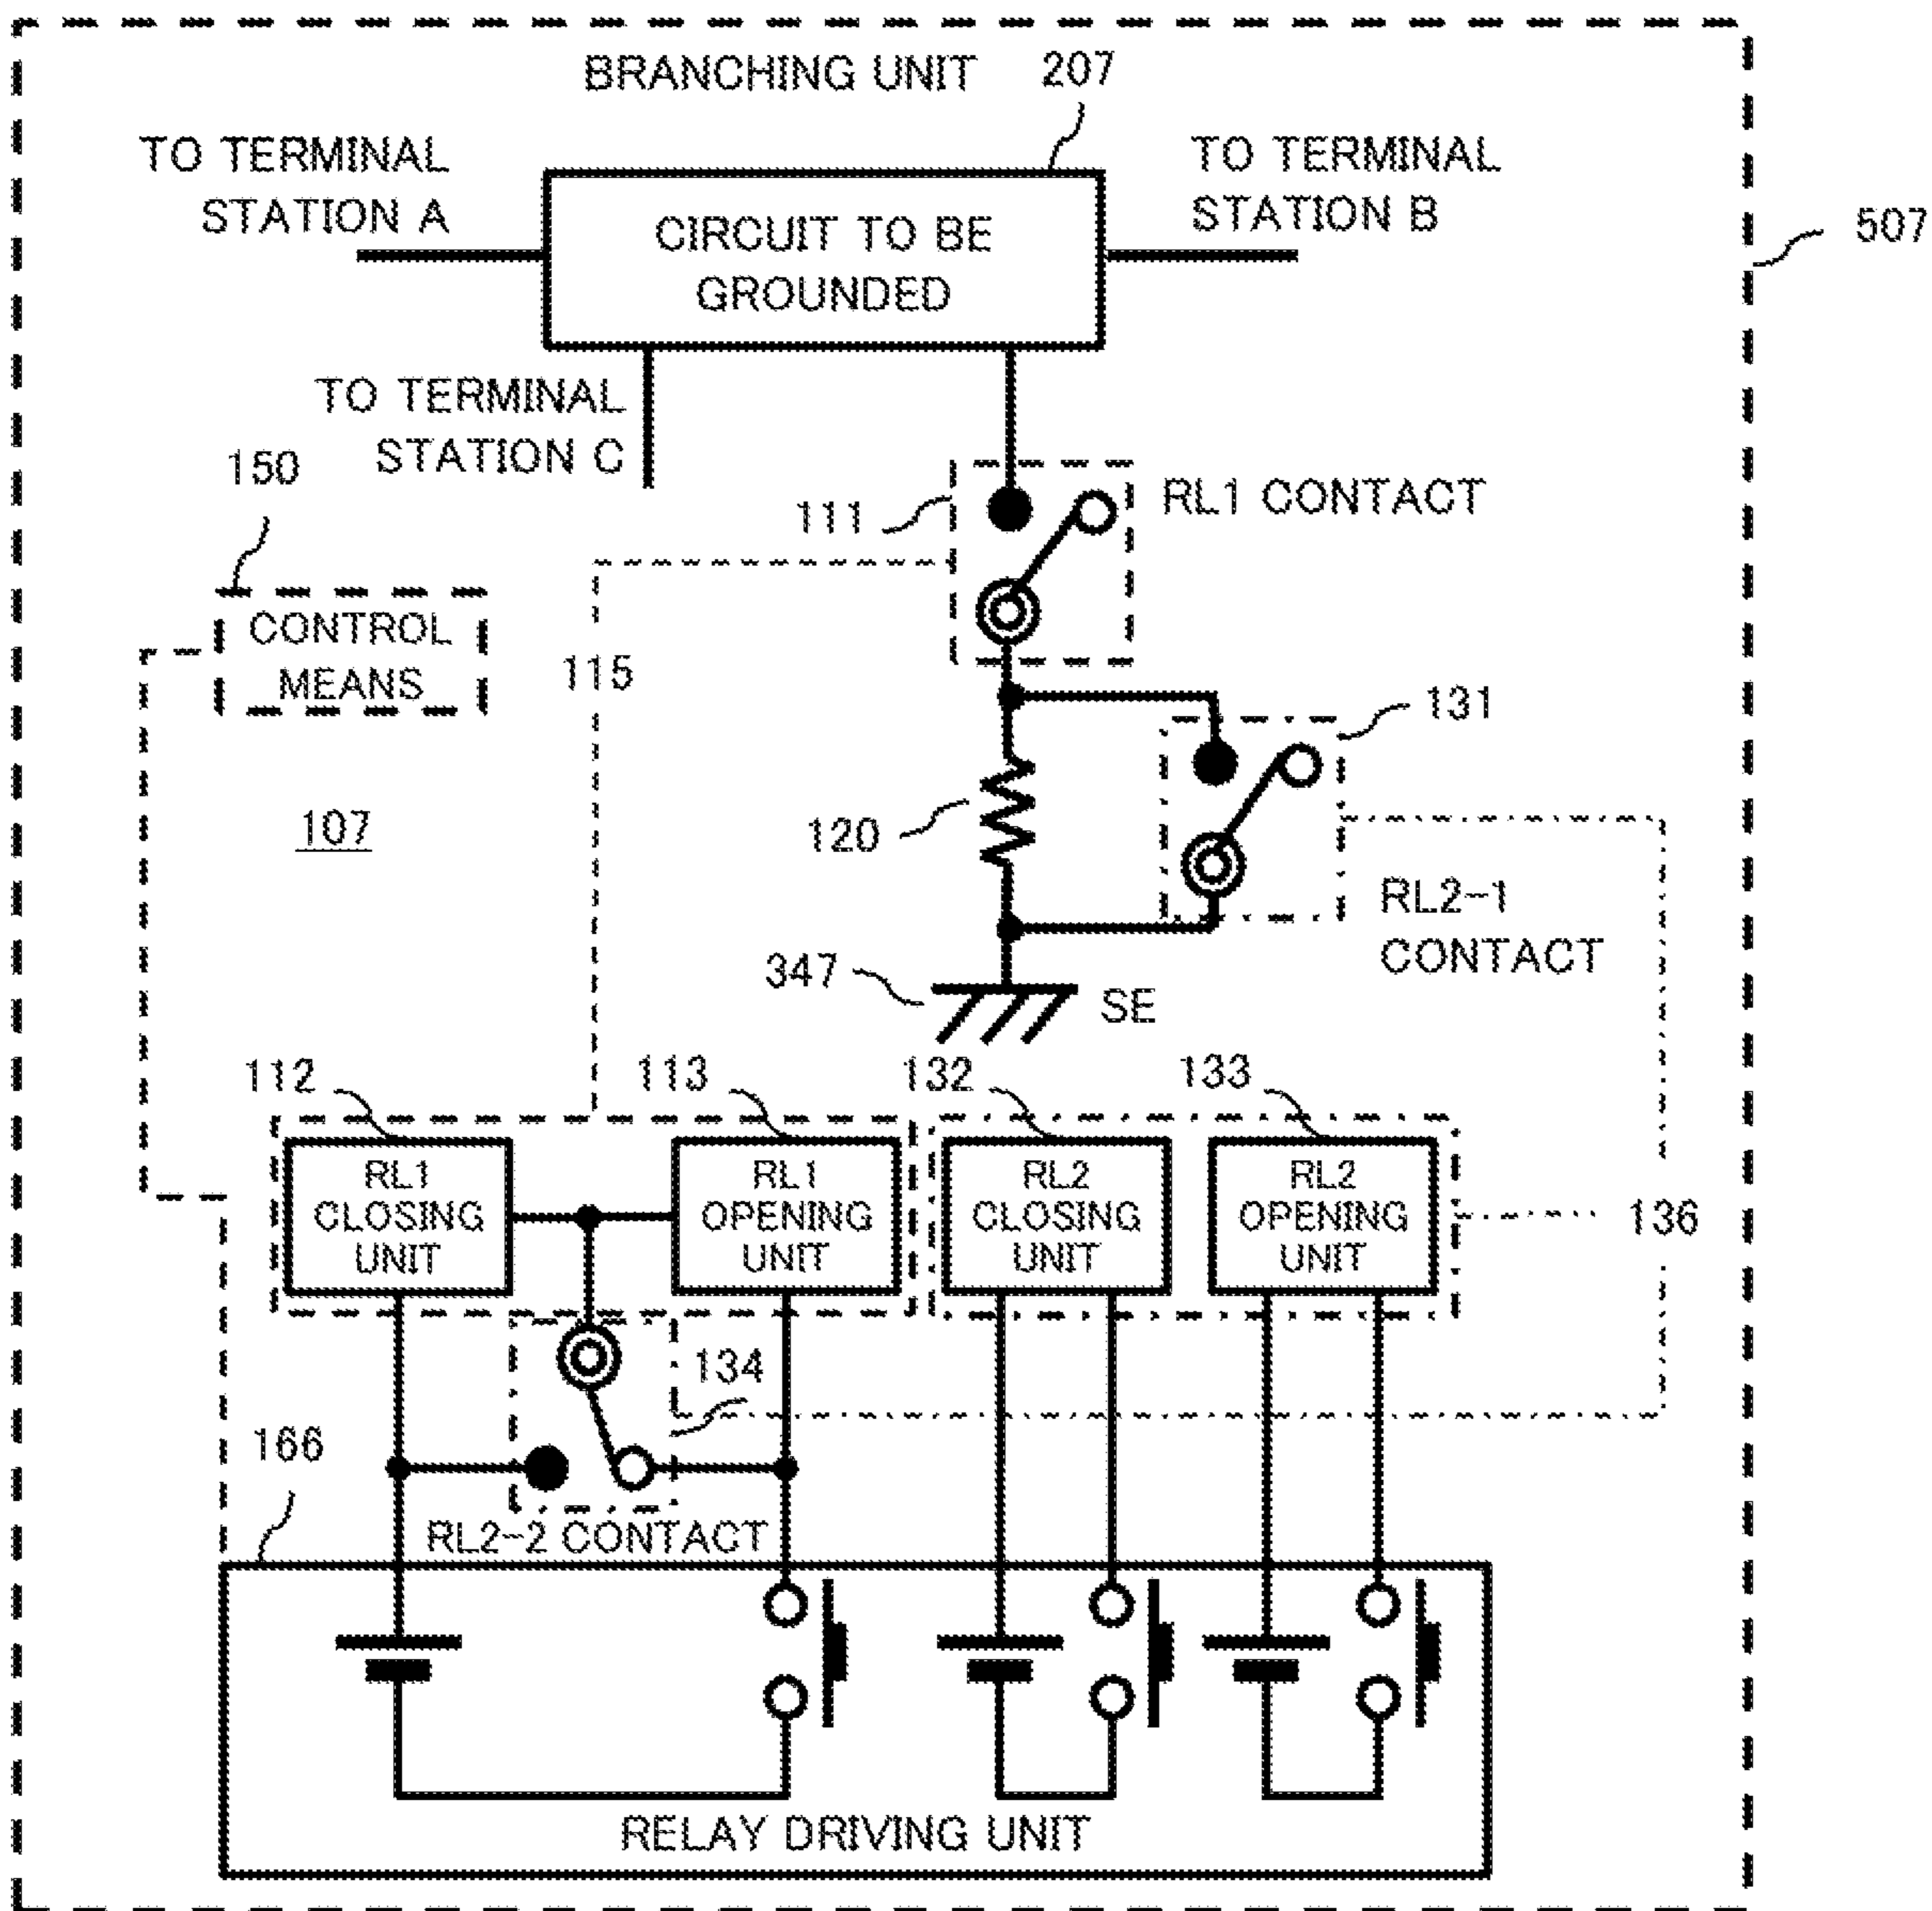 BRANCHING UNIT
207
TO TERMINAL
STATION A
TO TERMINAL
STATION B
CIRCUIT TO BE
GROUNDED
507
TO TERMINAL
STATION C
150
111
RL1 CONTACT
CONTROL
MEANS
115
131
107
120
RL2-1
CONTACT
347
SE
112
113
132
133
RL1
CLOSING
UNIT
RL1
OPENING
UNIT
RL2
CLOSING
UNIT
RL2
OPENING
UNIT
136
134
166
RL2-2 CONTACT
RELAY DRIVING UNIT